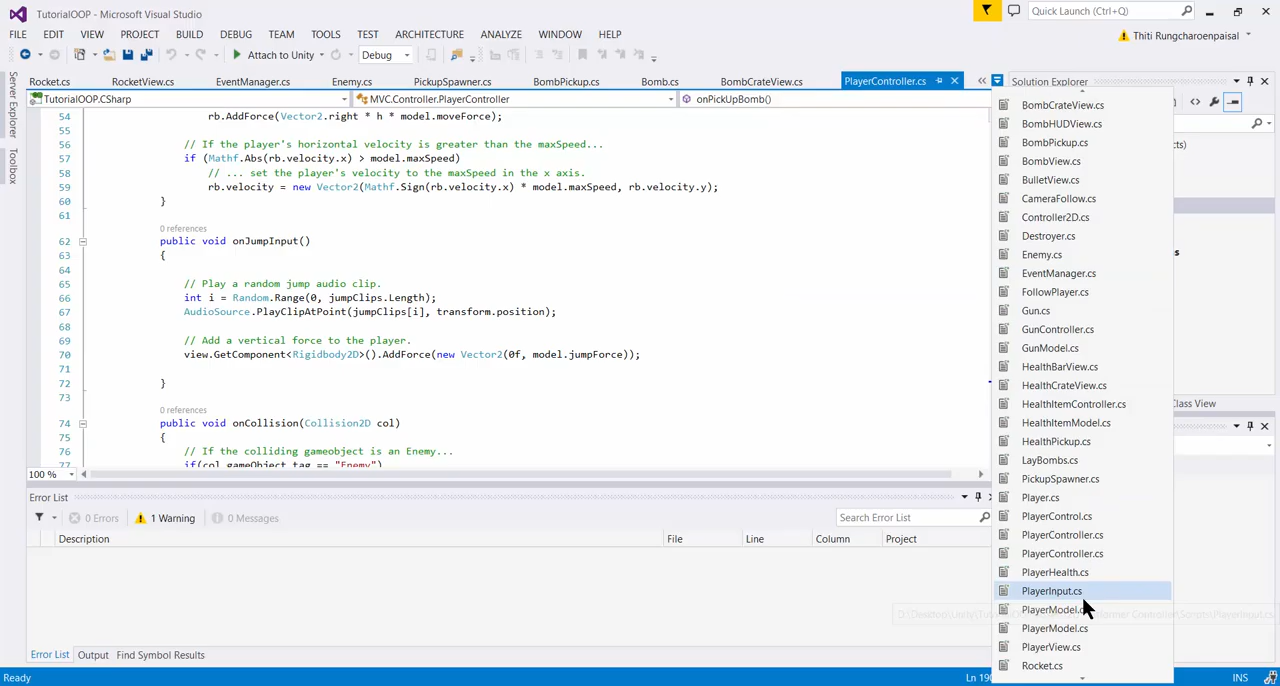 TutorialOOP - Microsoft Visual Studio
Quick Launch (Ctrl+Q)
FILE EDIT VIEW PROJECT BUILD DEBUG TEAM TOOLS TEST ARCHITECTURE ANALYZE WINDOW HELP
Thiti Rungcharoenpaisal
Attach to Unity Debug
Server Explorer
Toolbox
Rocket.cs RocketView.cs EventManager.cs Enemy.cs PickupSpawner.cs BombPickup.cs Bomb.cs BombCrateView.cs PlayerController.cs
Solution Explorer
TutorialOOP.CSharp MVC.Controller.PlayerController onPickUpBomb()
54 rb.AddForce(Vector2.right * h * model.moveForce);
55
56 // If the player's horizontal velocity is greater than the maxSpeed...
57 if (Mathf.Abs(rb.velocity.x) > model.maxSpeed)
58 // ... set the player's velocity to the maxSpeed in the x axis.
59 rb.velocity = new Vector2(Mathf.Sign(rb.velocity.x) * model.maxSpeed, rb.velocity.y);
60 }
61
0 references
62 public void onJumpInput()
63 {
64
65 // Play a random jump audio clip.
66 int i = Random.Range(0, jumpClips.Length);
67 AudioSource.PlayClipAtPoint(jumpClips[i], transform.position);
68
69 // Add a vertical force to the player.
70 view.GetComponent<Rigidbody2D>().AddForce(new Vector2(0f, model.jumpForce));
71
72 }
73
0 references
74 public void onCollision(Collision2D col)
75 {
76 // If the colliding gameobject is an Enemy...
77 if(col.gameObject.tag == "Enemy")
100 %
BombCrateView.cs
BombHUDView.cs
BombPickup.cs
BombView.cs
BulletView.cs
CameraFollow.cs
Controller2D.cs
Destroyer.cs
Enemy.cs
EventManager.cs
FollowPlayer.cs
Gun.cs
GunController.cs
GunModel.cs
HealthBarView.cs
HealthCrateView.cs
HealthItemController.cs
HealthItemModel.cs
HealthPickup.cs
LayBombs.cs
PickupSpawner.cs
Player.cs
PlayerControl.cs
PlayerController.cs
PlayerController.cs
PlayerHealth.cs
PlayerInput.cs
PlayerModel.cs
PlayerModel.cs
PlayerView.cs
Rocket.cs
Class View
Error List
0 Errors 1 Warning 0 Messages
Search Error List
Description File Line Column Project
Error List Output Find Symbol Results
Ready
Ln 190
INS